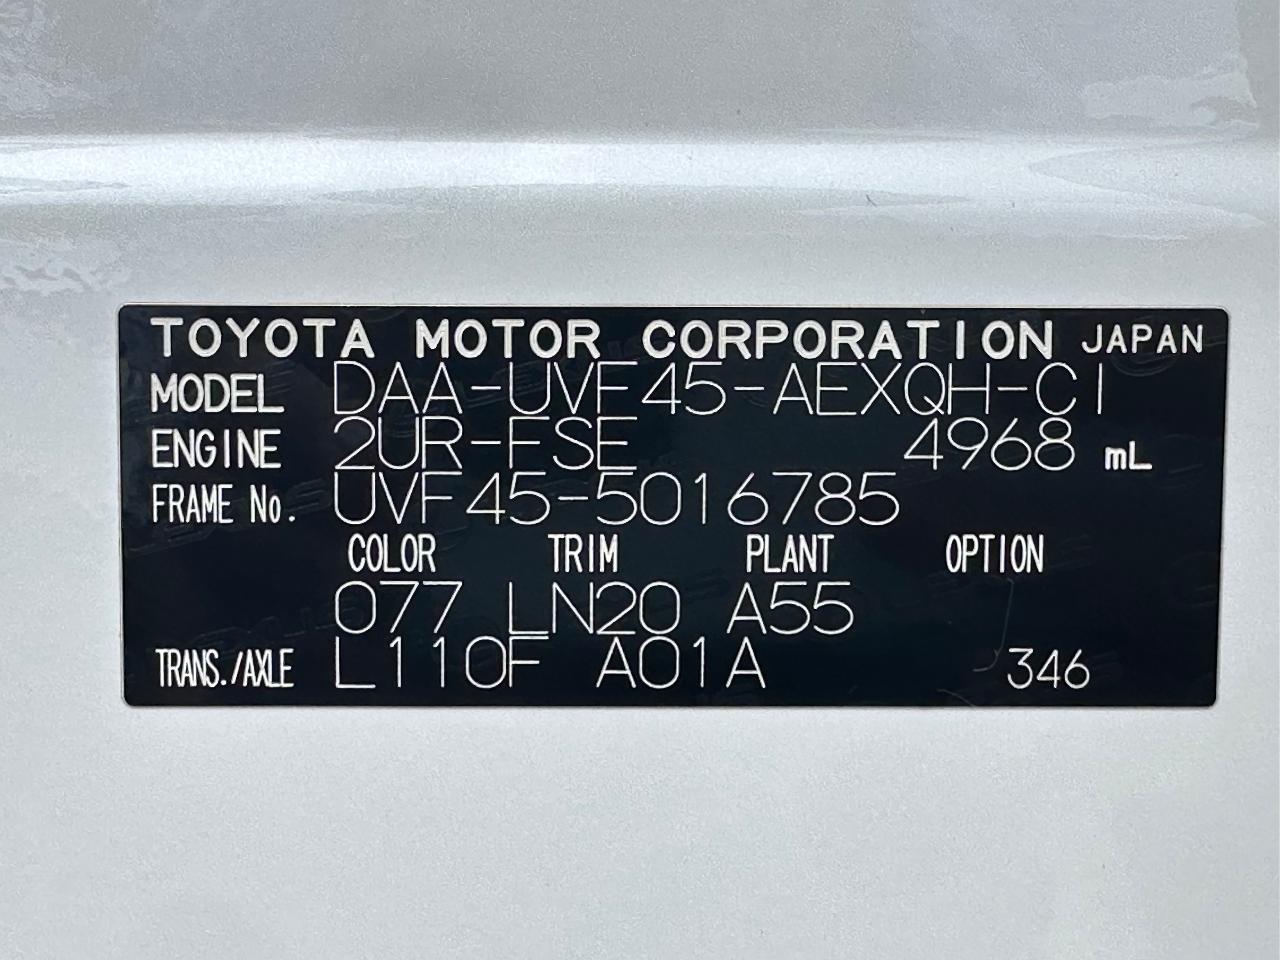 TOYOTA MOTOR CORPORATION JAPAN
MODEL DAA-UVF45-AEXQH-C1
ENGINE 2UR-FSE 4968 mL
FRAME No. UVF45-5016785
COLOR TRIM PLANT OPTION
077 LN20 A55
TRANS./AXLE L110F A01A 346